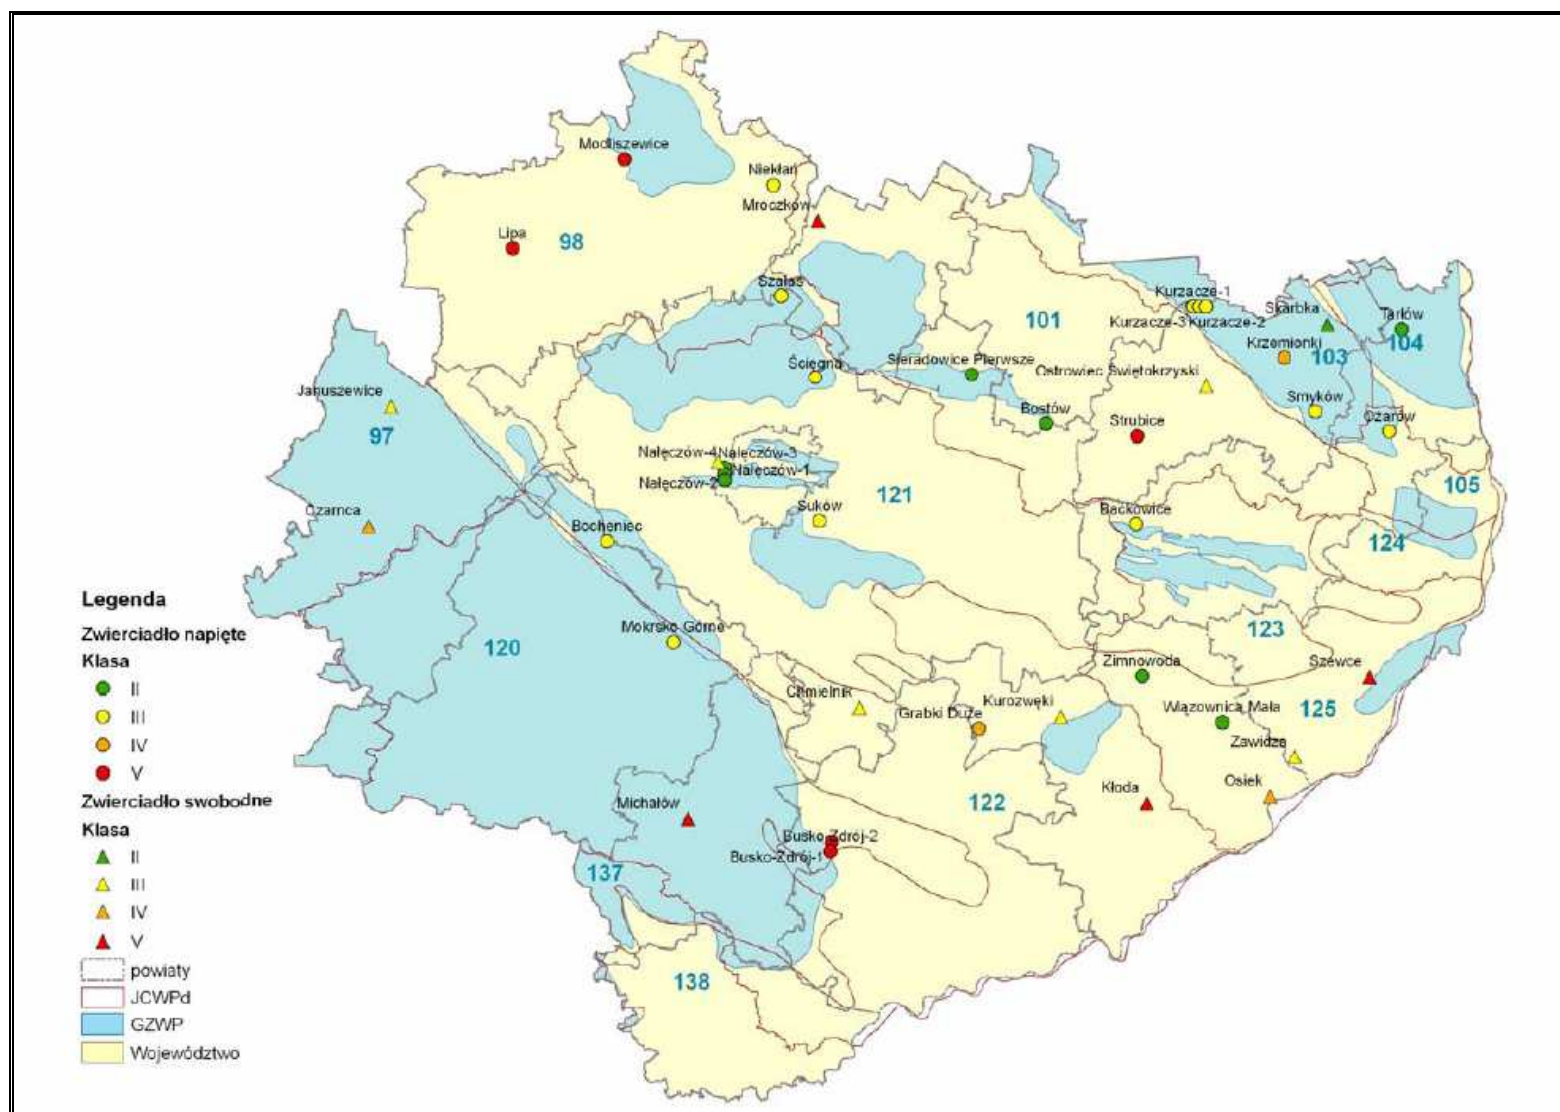 Modliszewice
Niekłań
Mroczków
Lipa
98
Szałas
Kurzacze-1
Skarbka
Tarłów
101
Kurzacze-3
Kurzacze-2
104
Krzemionki
103
Ścięgna
Sieradowice Pierwsze
Ostrowiec Świętokrzyski
Januszewice
Smyków
Bostów
Ożarów
97
Strubice
Nałęczów-4
Nałęczów-3
Nałęczów-1
Nałęczów-2
105
121
Czarnca
Suków
Baćkowice
Bocheniec
124
Legenda
Zwierciadło napięte
Klasa
II
III
IV
V
Zwierciadło swobodne
Klasa
II
III
IV
V
powiaty
JCWPd
GZWP
Województwo
Mokrsko Górne
123
120
Zimnowoda
Szewce
Chmielnik
Kurozwęki
Grabki Duże
Wiązownica Mała
125
Zawidza
Osiek
Kłoda
122
Michałów
Busko-Zdrój-2
Busko-Zdrój-1
137
138